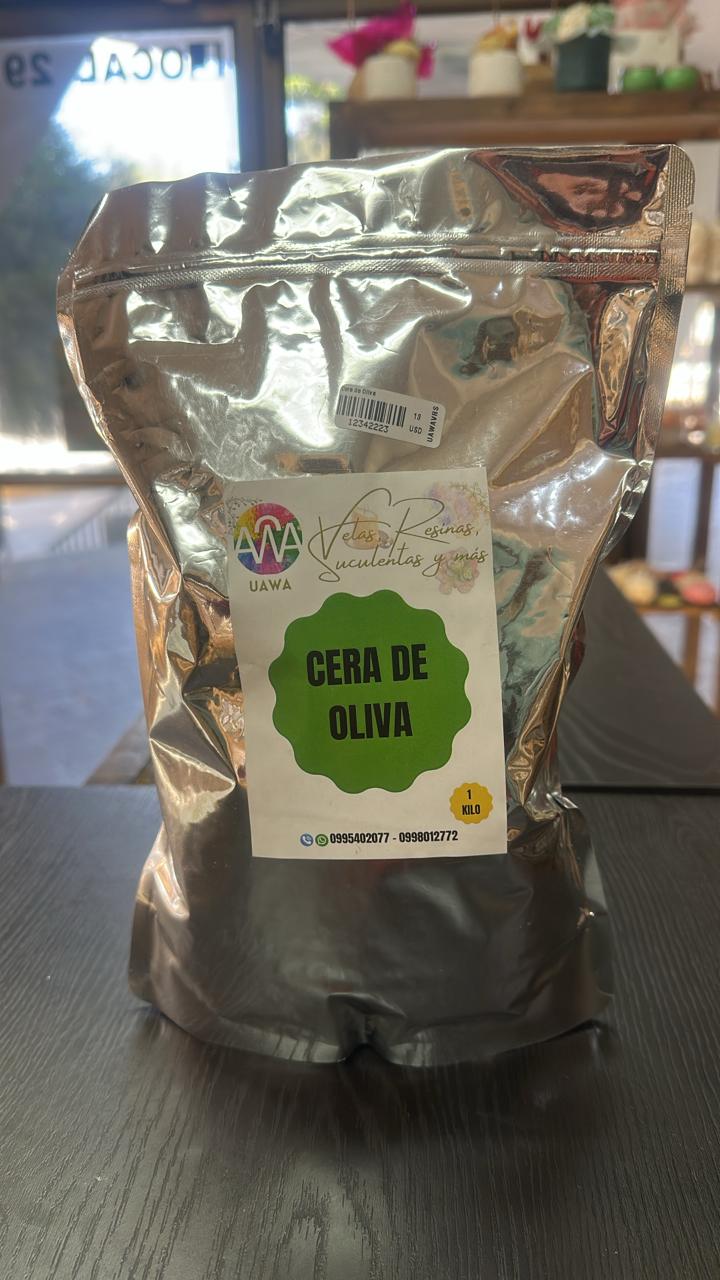 LOCAL 29
Cera de Oliva
12342223
18
USD
UAWAVRS
UAWA
Velas, Resinas,
Suculentas y más
CERA DE
OLIVA
1
KILO
0995402077 - 0998012772